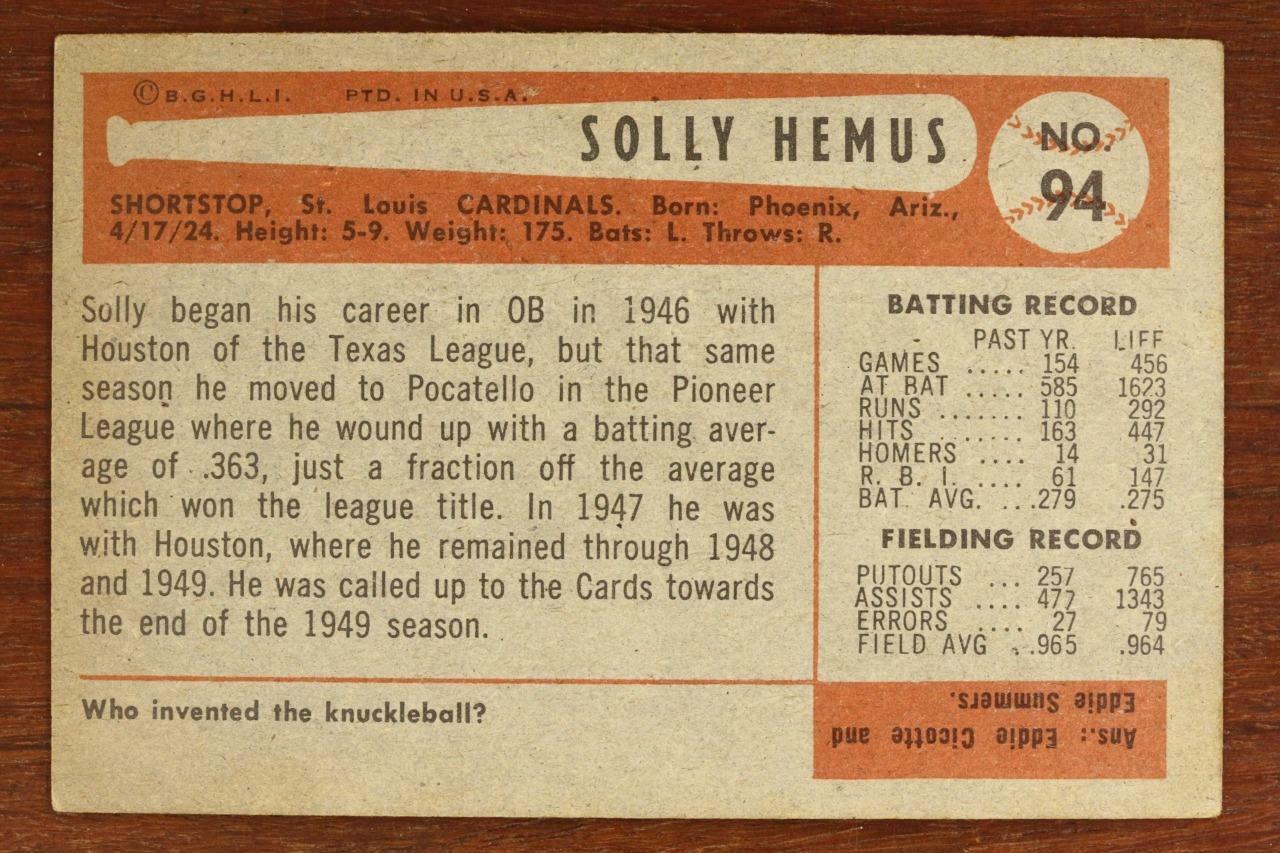 ©B.G.H.L.I. PTD. IN U.S.A.
SOLLY HEMUS
NO.
94
SHORTSTOP, St. Louis CARDINALS. Born: Phoenix, Ariz.,
4/17/24. Height: 5-9. Weight: 175. Bats: L. Throws: R.
Solly began his career in OB in 1946 with
Houston of the Texas League, but that same
season he moved to Pocatello in the Pioneer
League where he wound up with a batting aver-
age of .363, just a fraction off the average
which won the league title. In 1947 he was
with Houston, where he remained through 1948
and 1949. He was called up to the Cards towards
the end of the 1949 season.
BATTING RECORD
PAST YR. LIFE
GAMES ..... 154 456
AT BAT ..... 585 1623
RUNS ....... 110 292
HITS ....... 163 447
HOMERS .... 14 31
R. B. I. .... 61 147
BAT. AVG. ...279 .275
FIELDING RECORD
PUTOUTS ... 257 765
ASSISTS .... 477 1343
ERRORS .... 27 79
FIELD AVG ..965 .964
Who invented the knuckleball?
Ans.: Eddie Cicotte and
Eddie Summers.